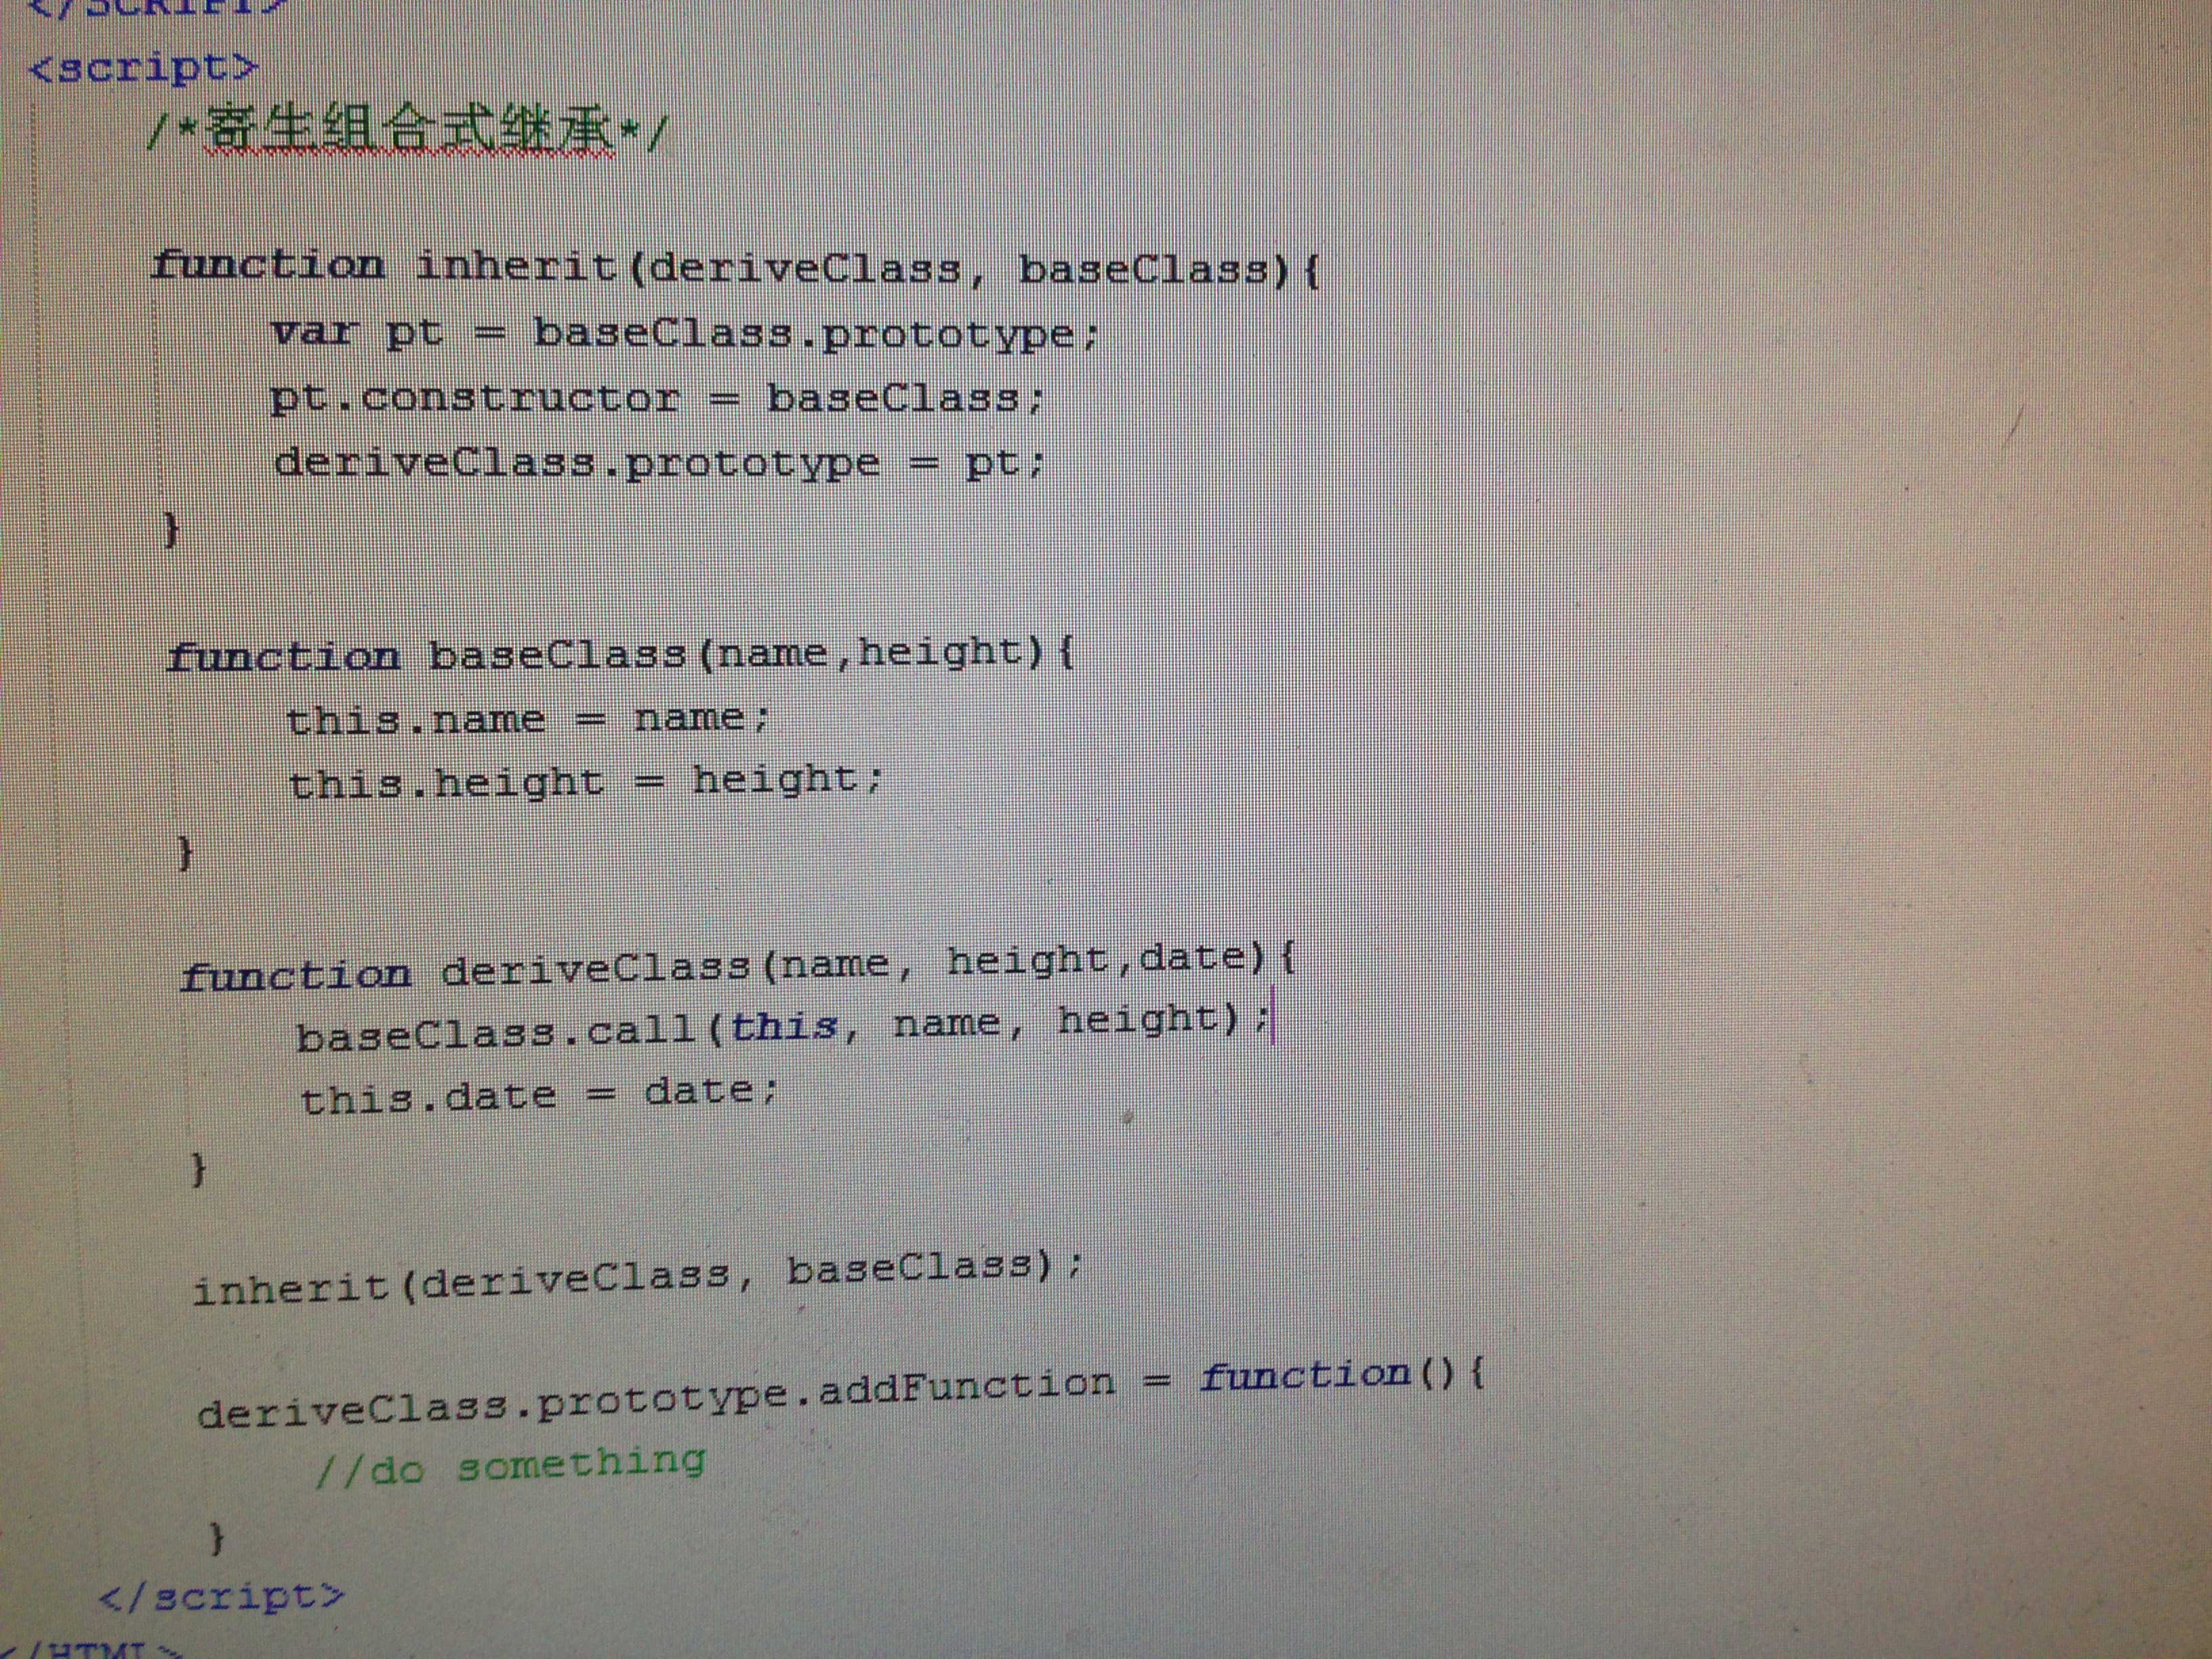 </SCRIPT>
<script>
/*寄生组合式继承*/
function inherit(deriveClass, baseClass){
var pt = baseClass.prototype;
pt.constructor = baseClass;
deriveClass.prototype = pt;
}
function baseClass(name,height){
this.name = name;
this.height = height;
}
function deriveClass(name, height,date){
baseClass.call(this, name, height);
this.date = date;
}
inherit(deriveClass, baseClass);
deriveClass.prototype.addFunction = function(){
//do something
}
</script>
</HTML>